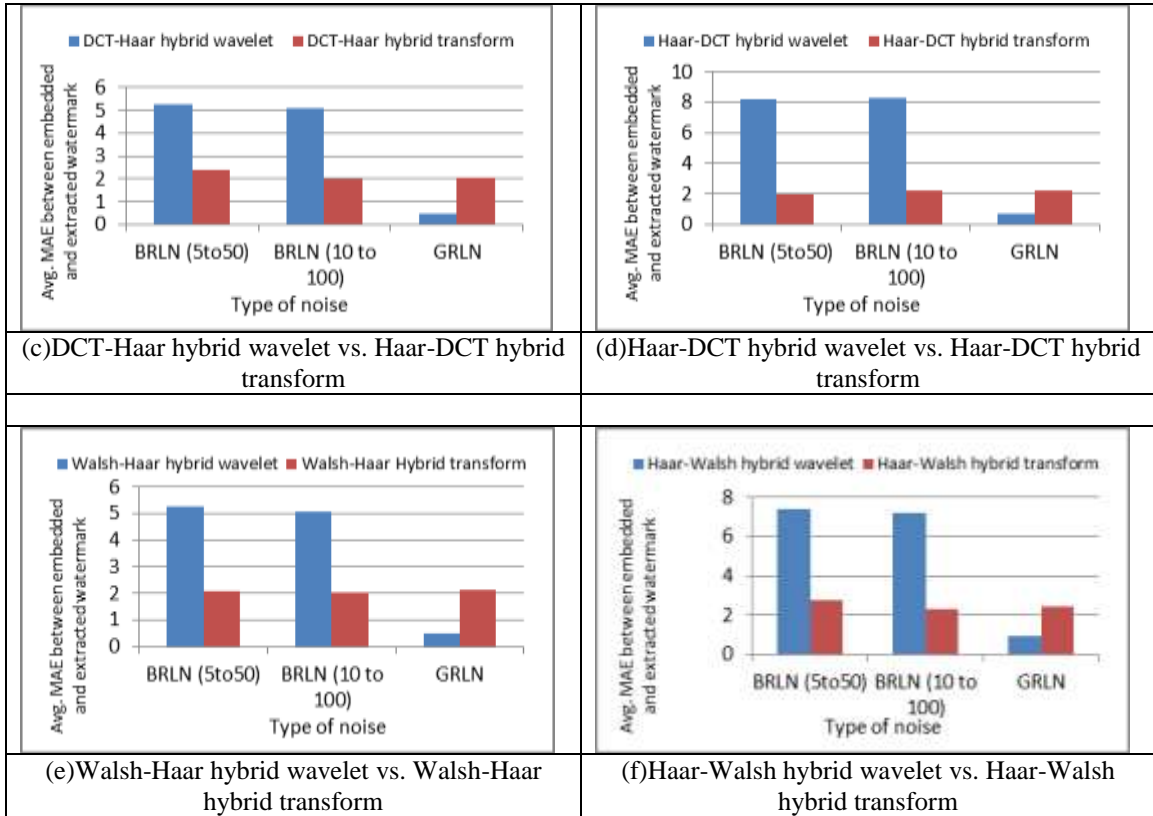 DCT-Haar hybrid wavelet DCT-Haar hybrid transform
Avg. MAE between embedded
and extracted watermark
6
5
4
3
2
1
0
BRLN (5to50) BRLN (10 to GRLN
100)
Type of noise
(c)DCT-Haar hybrid wavelet vs. Haar-DCT hybrid
transform
Haar-DCT hybrid wavelet Haar-DCT hybrid transform
Avg. MAE between embedded
and extracted watermark
10
8
6
4
2
0
BRLN (5to50) BRLN (10 to GRLN
100)
Type of noise
(d)Haar-DCT hybrid wavelet vs. Haar-DCT hybrid
transform
Walsh-Haar hybrid wavelet Walsh-Haar Hybrid transform
Avg. MAE between embedded
and extracted watermark
6
5
4
3
2
1
0
BRLN (5to50) BRLN (10 to GRLN
100)
Type of noise
(e)Walsh-Haar hybrid wavelet vs. Walsh-Haar
hybrid transform
Haar-Walsh hybrid wavelet Haar-Walsh hybrid transform
Avg. MAE between embedded
and extracted watermark
8
6
4
2
0
BRLN (5to50) BRLN (10 to GRLN
100)
Type of noise
(f)Haar-Walsh hybrid wavelet vs. Haar-Walsh
hybrid transform